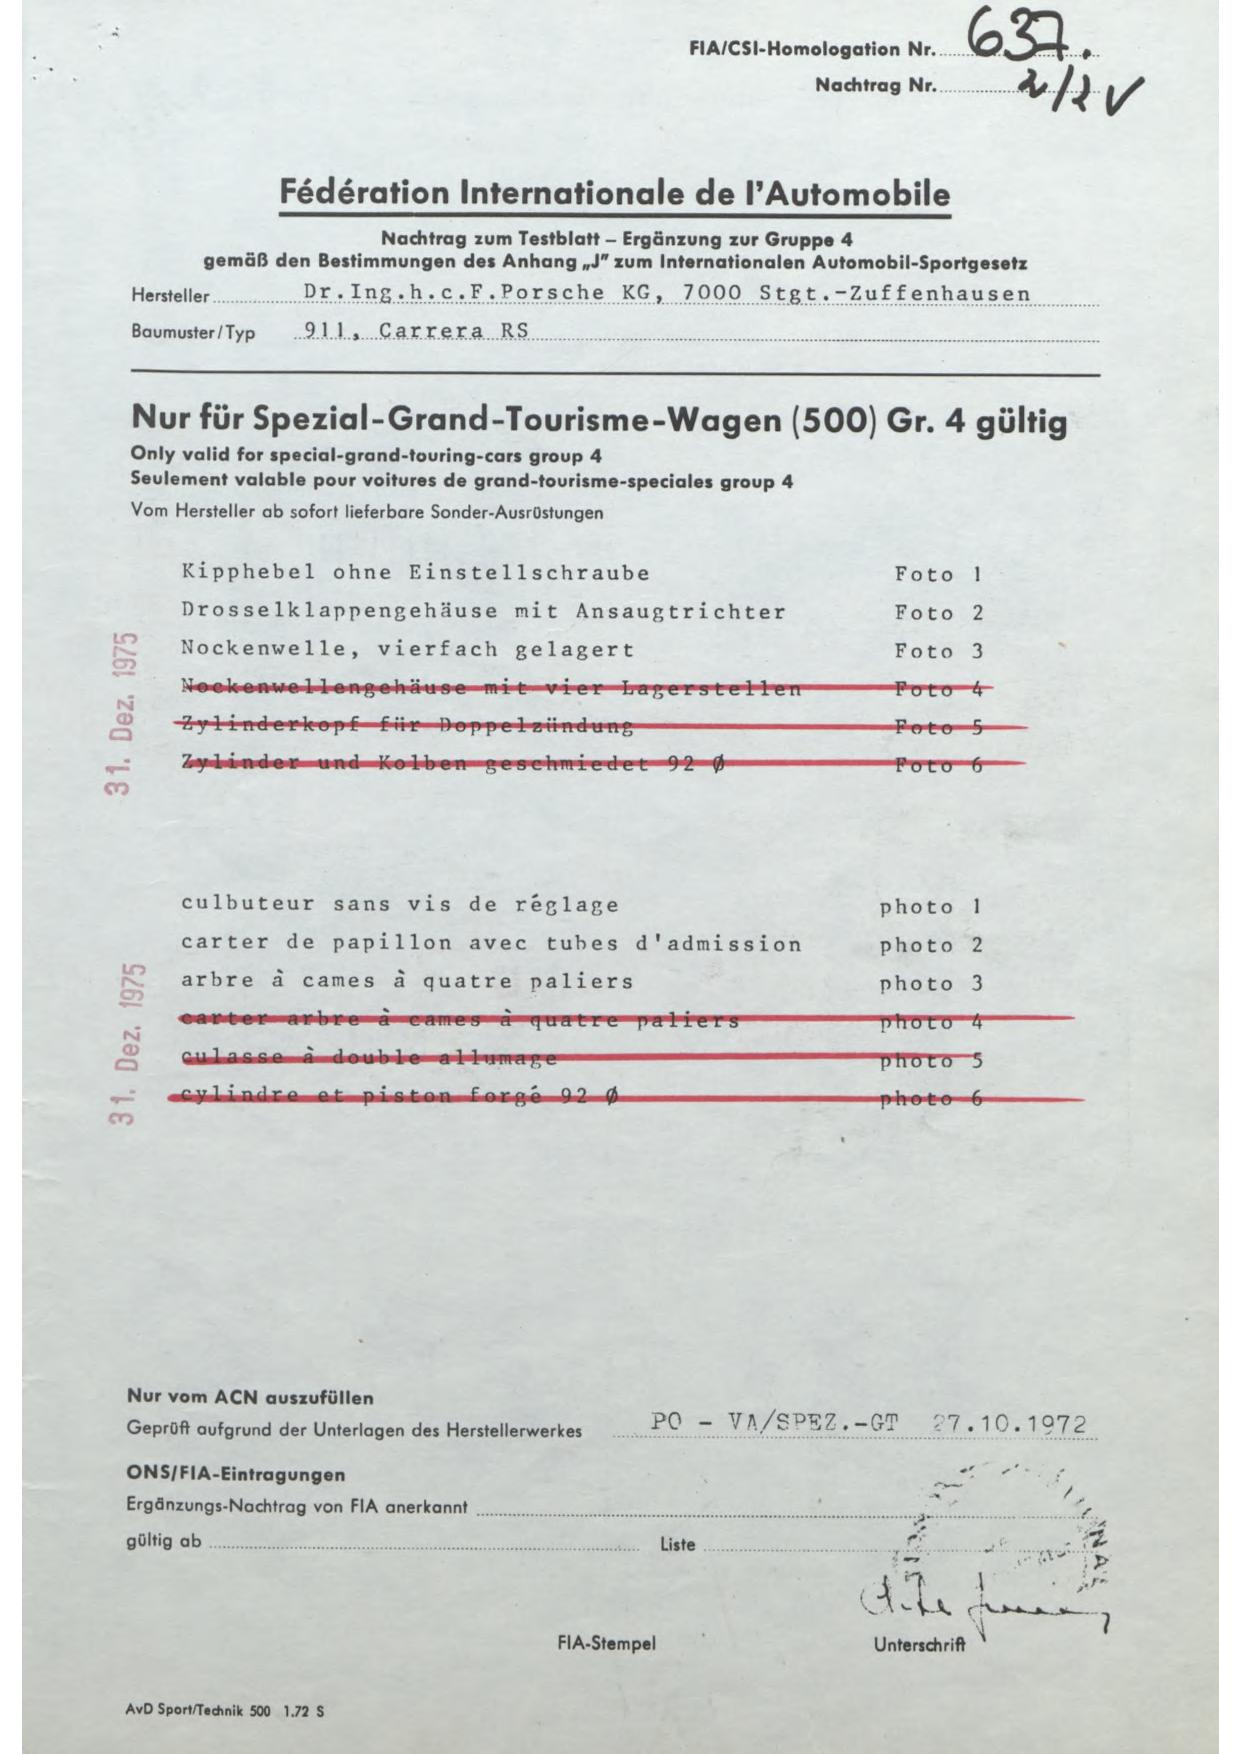 FIA/CSI-Homologation Nr. 637.
Nachtrag Nr. 2/2V
Fédération Internationale de l'Automobile
Nachtrag zum Testblatt – Ergänzung zur Gruppe 4
gemäß den Bestimmungen des Anhang „J" zum Internationalen Automobil-Sportgesetz
Hersteller Dr.Ing.h.c.F.Porsche KG, 7000 Stgt.-Zuffenhausen
Baumuster/Typ 911, Carrera RS
Nur für Spezial-Grand-Tourisme-Wagen (500) Gr. 4 gültig
Only valid for special-grand-touring-cars group 4
Seulement valable pour voitures de grand-tourisme-speciales group 4
Vom Hersteller ab sofort lieferbare Sonder-Ausrüstungen
Kipphebel ohne Einstellschraube Foto 1
Drosselklappengehäuse mit Ansaugtrichter Foto 2
Nockenwelle, vierfach gelagert Foto 3
Nockenwellengehäuse mit vier Lagerstellen Foto 4
Zylinderkopf für Doppelzündung Foto 5
Zylinder und Kolben geschmiedet 92 Ø Foto 6
31. Dez. 1975
culbuteur sans vis de réglage photo 1
carter de papillon avec tubes d'admission photo 2
arbre à cames à quatre paliers photo 3
carter arbre à cames à quatre paliers photo 4
culasse à double allumage photo 5
cylindre et piston forgé 92 Ø photo 6
31. Dez. 1975
Nur vom ACN auszufüllen
Geprüft aufgrund der Unterlagen des Herstellerwerkes PO - VA/SPEZ.-GT 27.10.1972
ONS/FIA-Eintragungen
Ergänzungs-Nachtrag von FIA anerkannt
gültig ab Liste
FIA-Stempel Unterschrift
AvD Sport/Technik 500 1.72 S